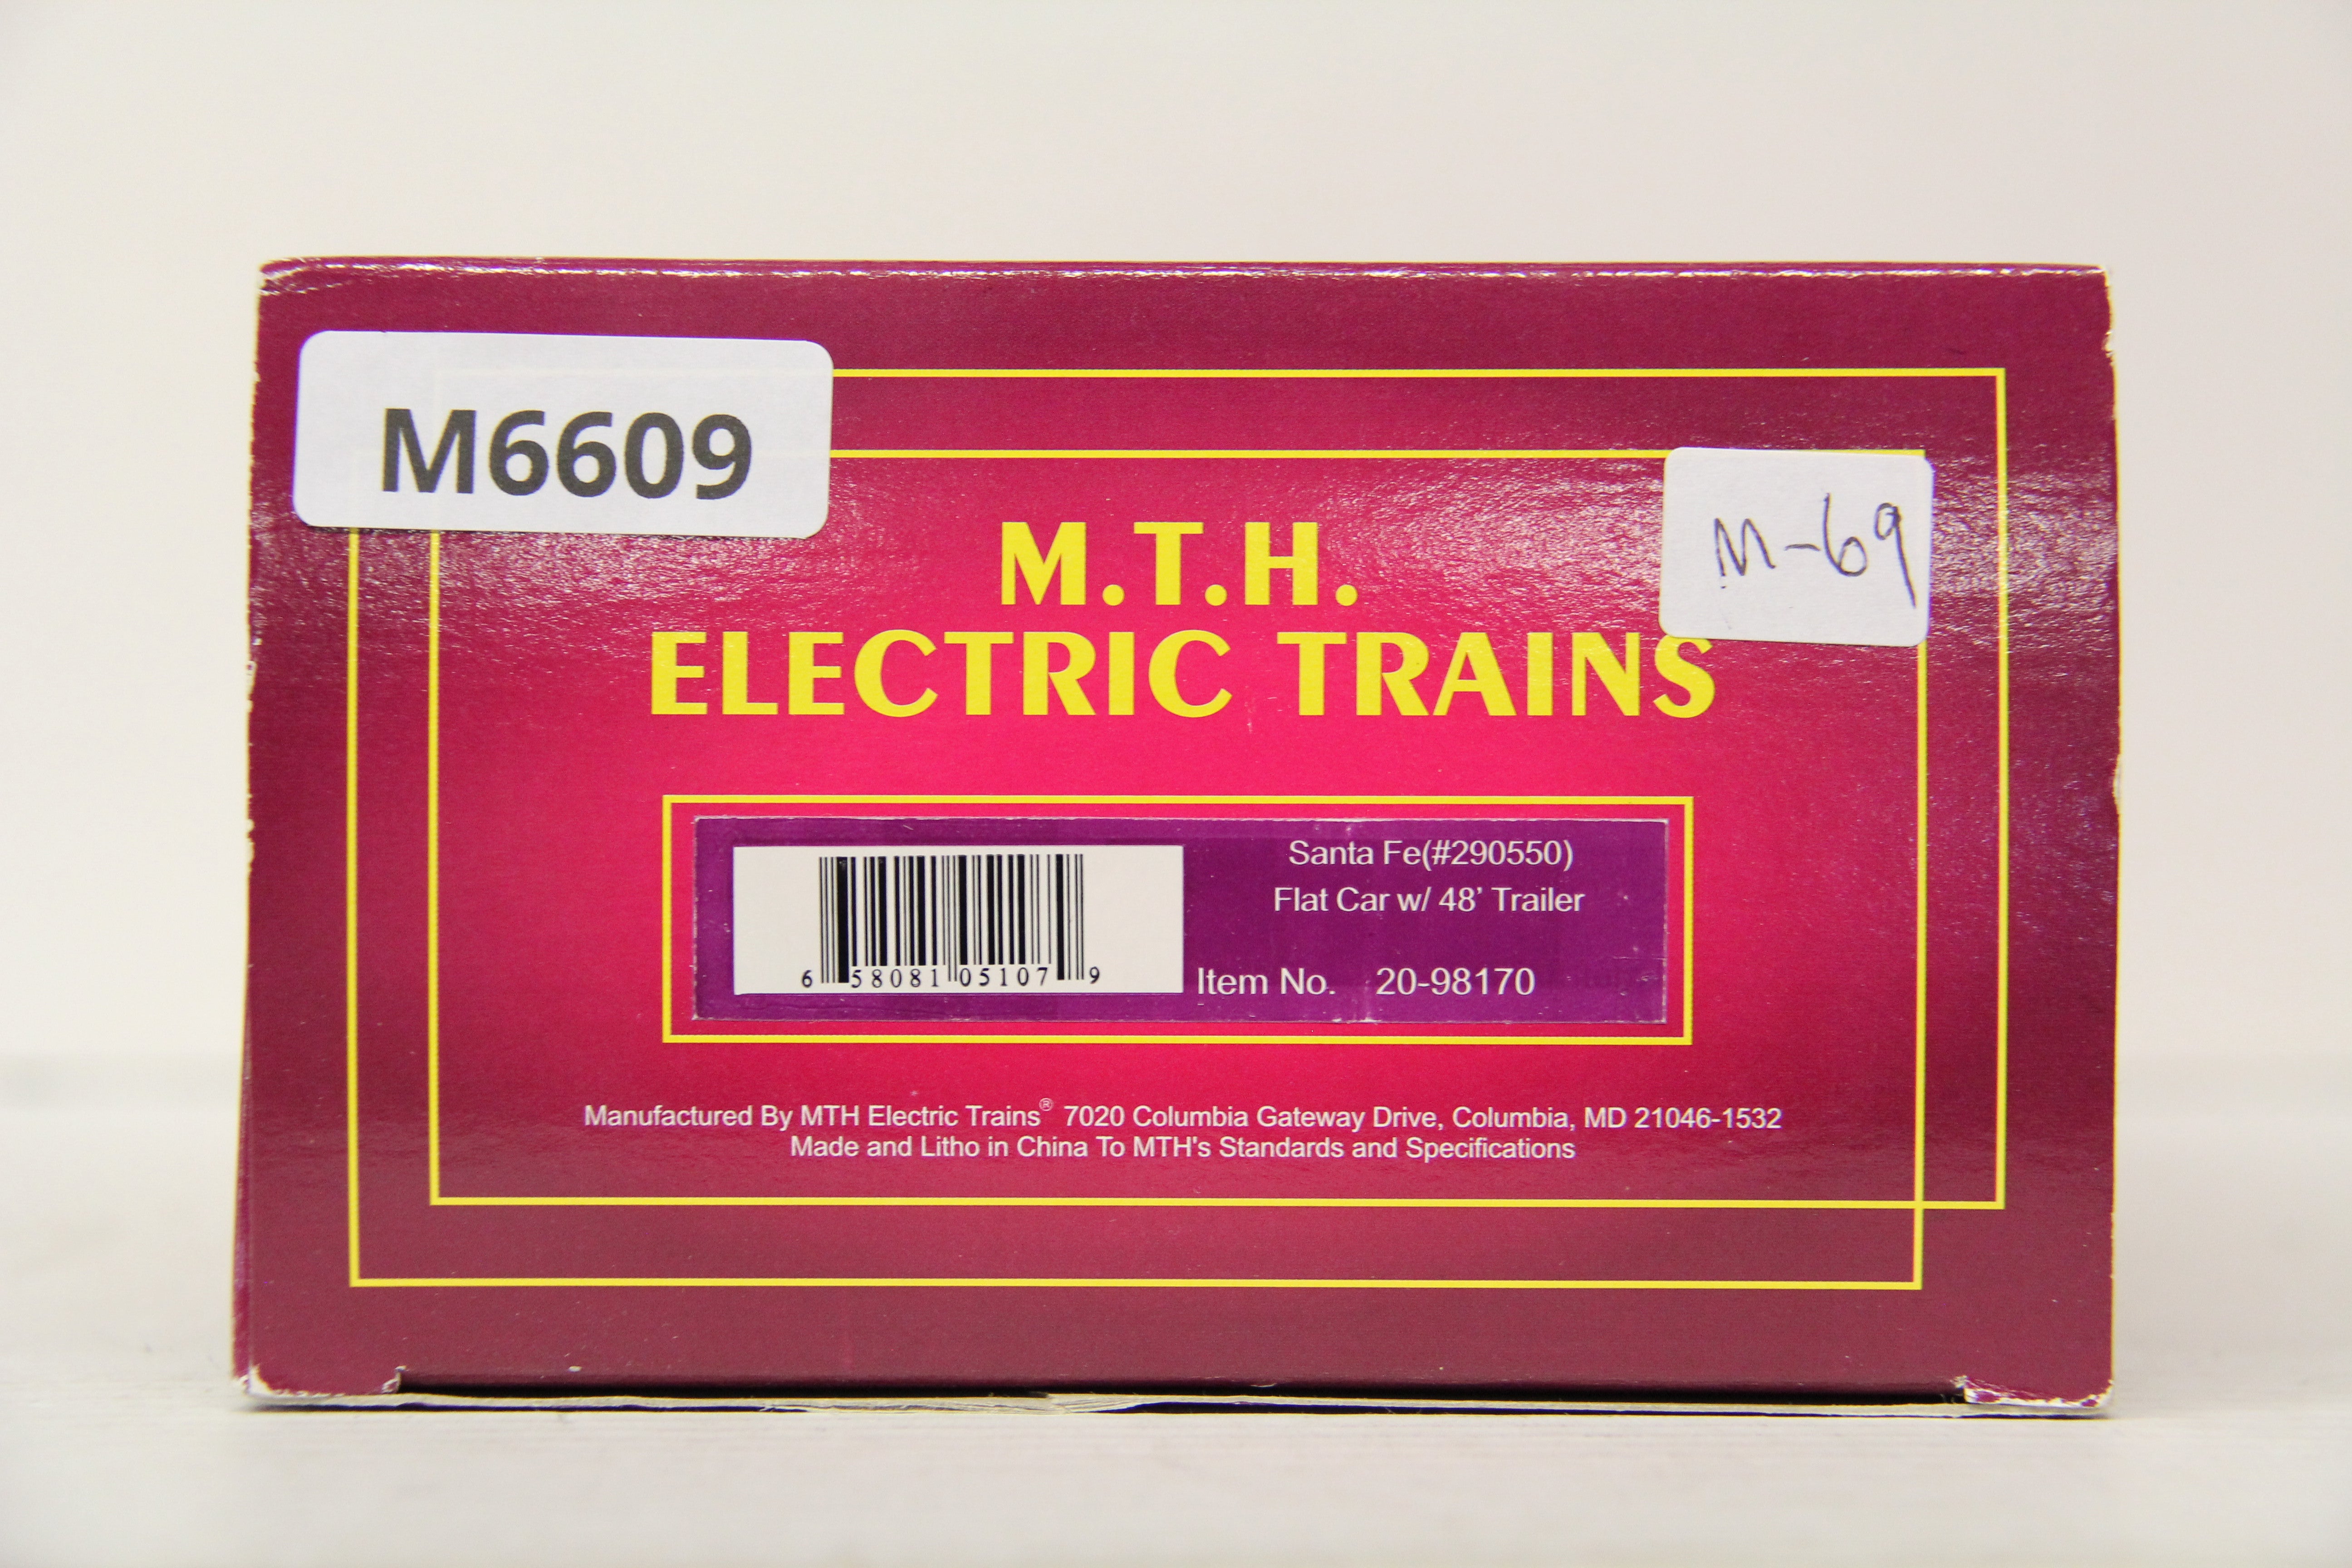 M6609
M-69
M.T.H.
ELECTRIC TRAINS
Santa Fe(#290550)
Flat Car w/ 48' Trailer
6 58081 05107 9
Item No. 20-98170
Manufactured By MTH Electric Trains® 7020 Columbia Gateway Drive, Columbia, MD 21046-1532
Made and Litho in China To MTH's Standards and Specifications